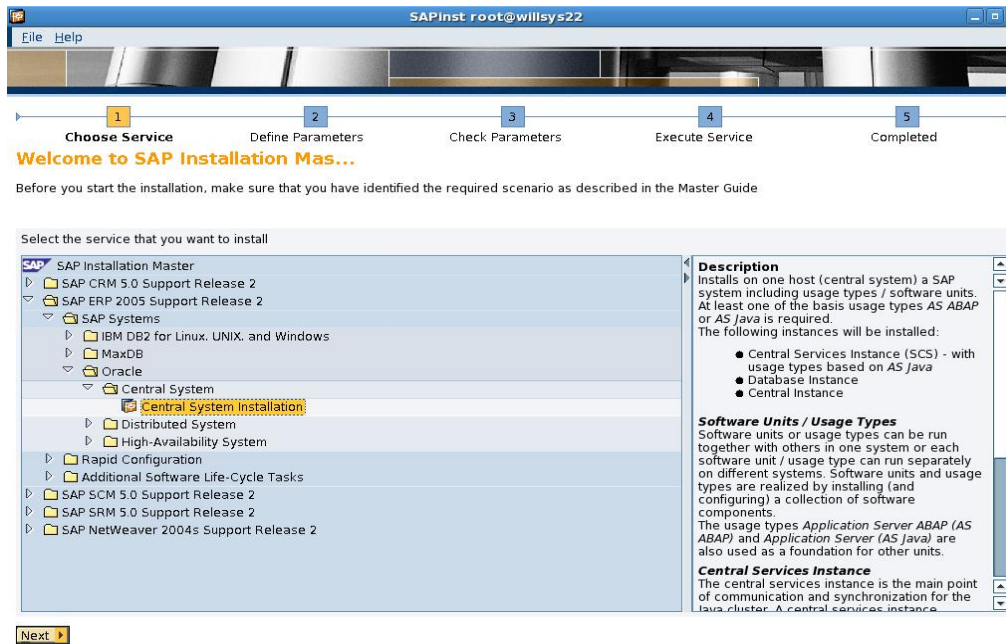 SAPinst root@willsys22
File Help
1 2 3 4 5
Choose Service Define Parameters Check Parameters Execute Service Completed
Welcome to SAP Installation Mas...
Before you start the installation, make sure that you have identified the required scenario as described in the Master Guide
Select the service that you want to install
SAP SAP Installation Master
SAP CRM 5.0 Support Release 2
SAP ERP 2005 Support Release 2
SAP Systems
IBM DB2 for Linux. UNIX. and Windows
MaxDB
Oracle
Central System
Central System Installation
Distributed System
High-Availability System
Rapid Configuration
Additional Software Life-Cycle Tasks
SAP SCM 5.0 Support Release 2
SAP SRM 5.0 Support Release 2
SAP NetWeaver 2004s Support Release 2
Description
Installs on one host (central system) a SAP
system including usage types / software units.
At least one of the basis usage types AS ABAP
or AS Java is required.
The following instances will be installed:
Central Services Instance (SCS) - with
usage types based on AS Java
Database Instance
Central Instance
Software Units / Usage Types
Software units or usage types can be run
together with others in one system or each
software unit / usage type can run separately
on different systems. Software units and usage
types are realized by installing (and
configuring) a collection of software
components.
The usage types Application Server ABAP (AS
ABAP) and Application Server (AS Java) are
also used as a foundation for other units.
Central Services Instance
The central services instance is the main point
of communication and synchronization for the
Java cluster. A central services instance
Next